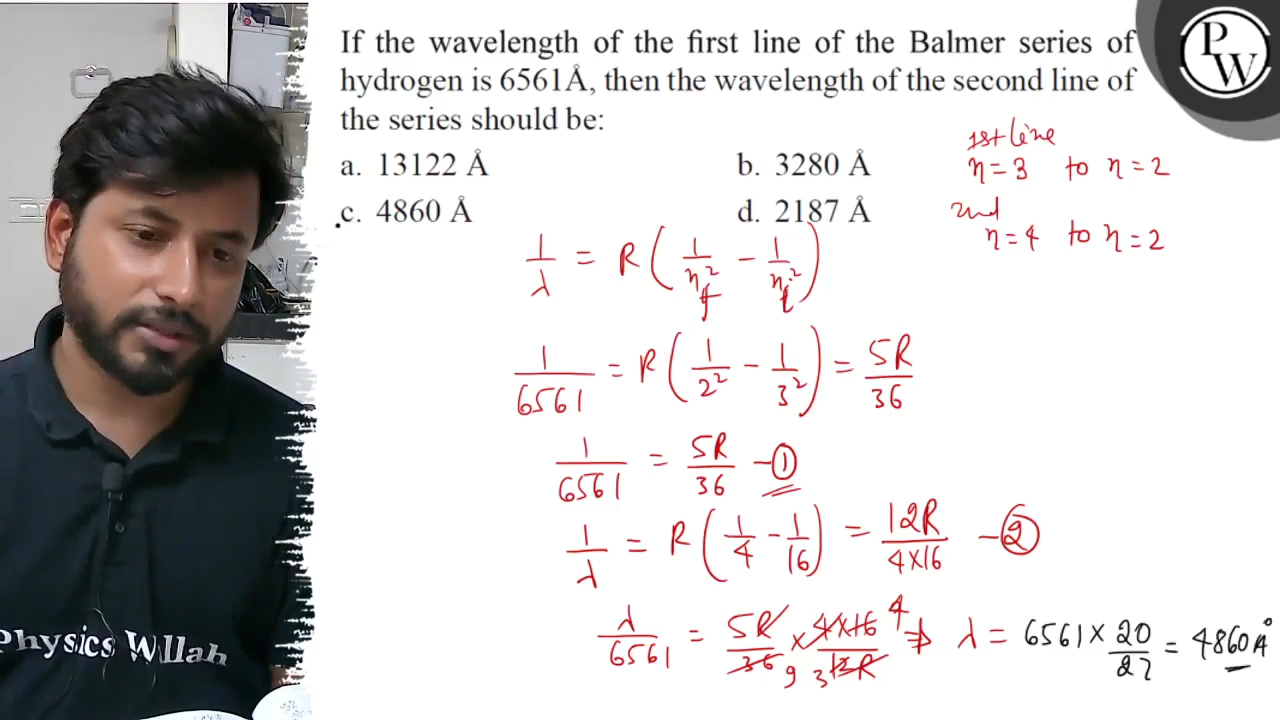 If the wavelength of the first line of the Balmer series of
hydrogen is 6561Å, then the wavelength of the second line of
the series should be:
a. 13122 Å b. 3280 Å
c. 4860 Å d. 2187 Å
PW
1st line
n = 3 to n = 2
2nd
n = 4 to n = 2
1/λ = R(1/n_f² − 1/n_i²)
1/6561 = R(1/2² − 1/3²) = 5R/36
1/6561 = 5R/36 −①
1/λ = R(1/4 − 1/16) = 12R/4×16 −②
λ/6561 = 5R/36 9 × 4×16/12R 4 3 ⇒ λ = 6561 × 20/27 = 4860 Å
Physics Wallah